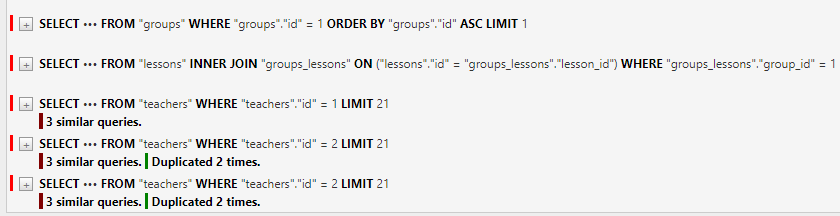 + SELECT ••• FROM "groups" WHERE "groups"."id" = 1 ORDER BY "groups"."id" ASC LIMIT 1
+ SELECT ••• FROM "lessons" INNER JOIN "groups_lessons" ON ("lessons"."id" = "groups_lessons"."lesson_id") WHERE "groups_lessons"."group_id" = 1
+ SELECT ••• FROM "teachers" WHERE "teachers"."id" = 1 LIMIT 21
3 similar queries.
+ SELECT ••• FROM "teachers" WHERE "teachers"."id" = 2 LIMIT 21
3 similar queries. Duplicated 2 times.
+ SELECT ••• FROM "teachers" WHERE "teachers"."id" = 2 LIMIT 21
3 similar queries. Duplicated 2 times.